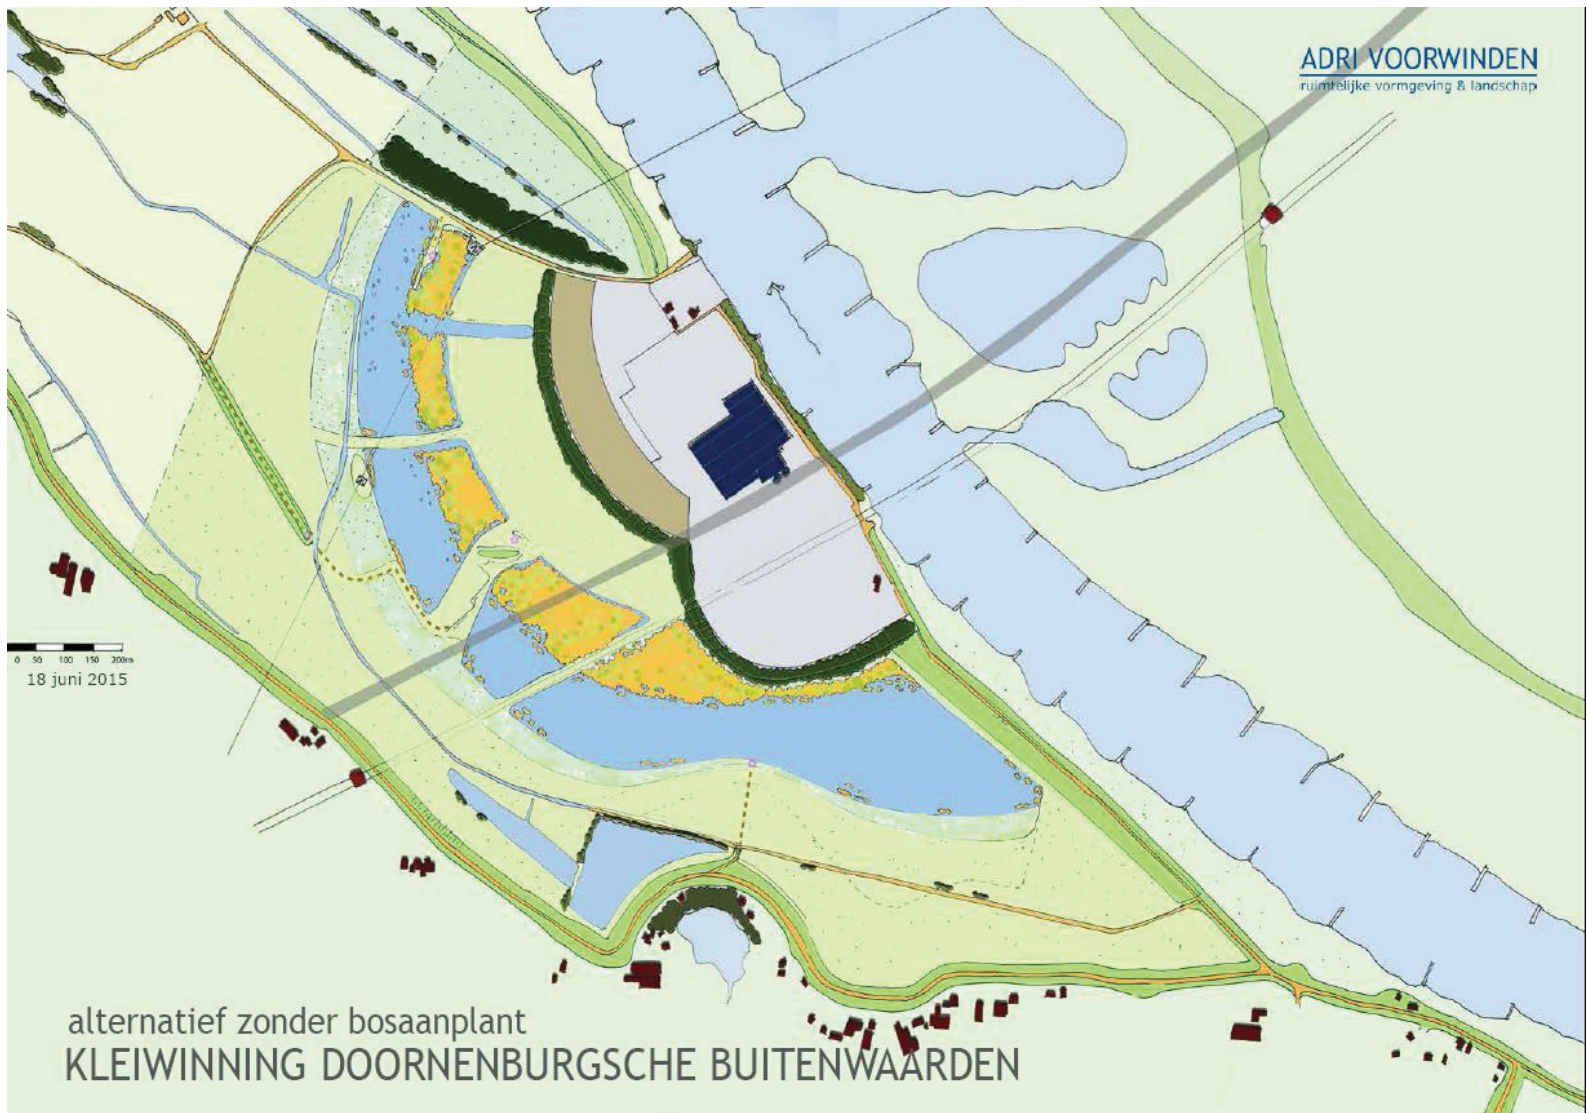 ADRI VOORWINDEN
ruimtelijke vormgeving & landschap
0 50 100 150 200m
18 juni 2015
alternatief zonder bosaanplant
KLEIWINNING DOORNENBURGSCHE BUITENWAARDEN